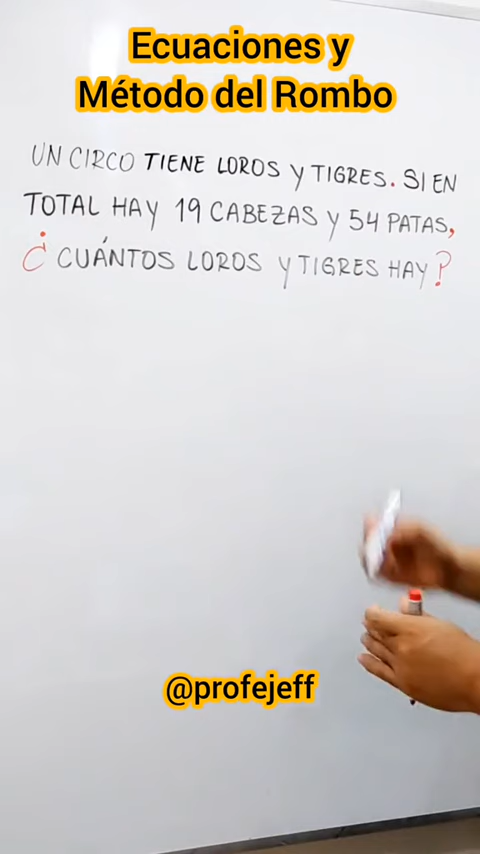 Ecuaciones y
Método del Rombo
UN CIRCO TIENE LOROS Y TIGRES. SI EN
TOTAL HAY 19 CABEZAS Y 54 PATAS,
¿CUÁNTOS LOROS Y TIGRES HAY?
@profejeff